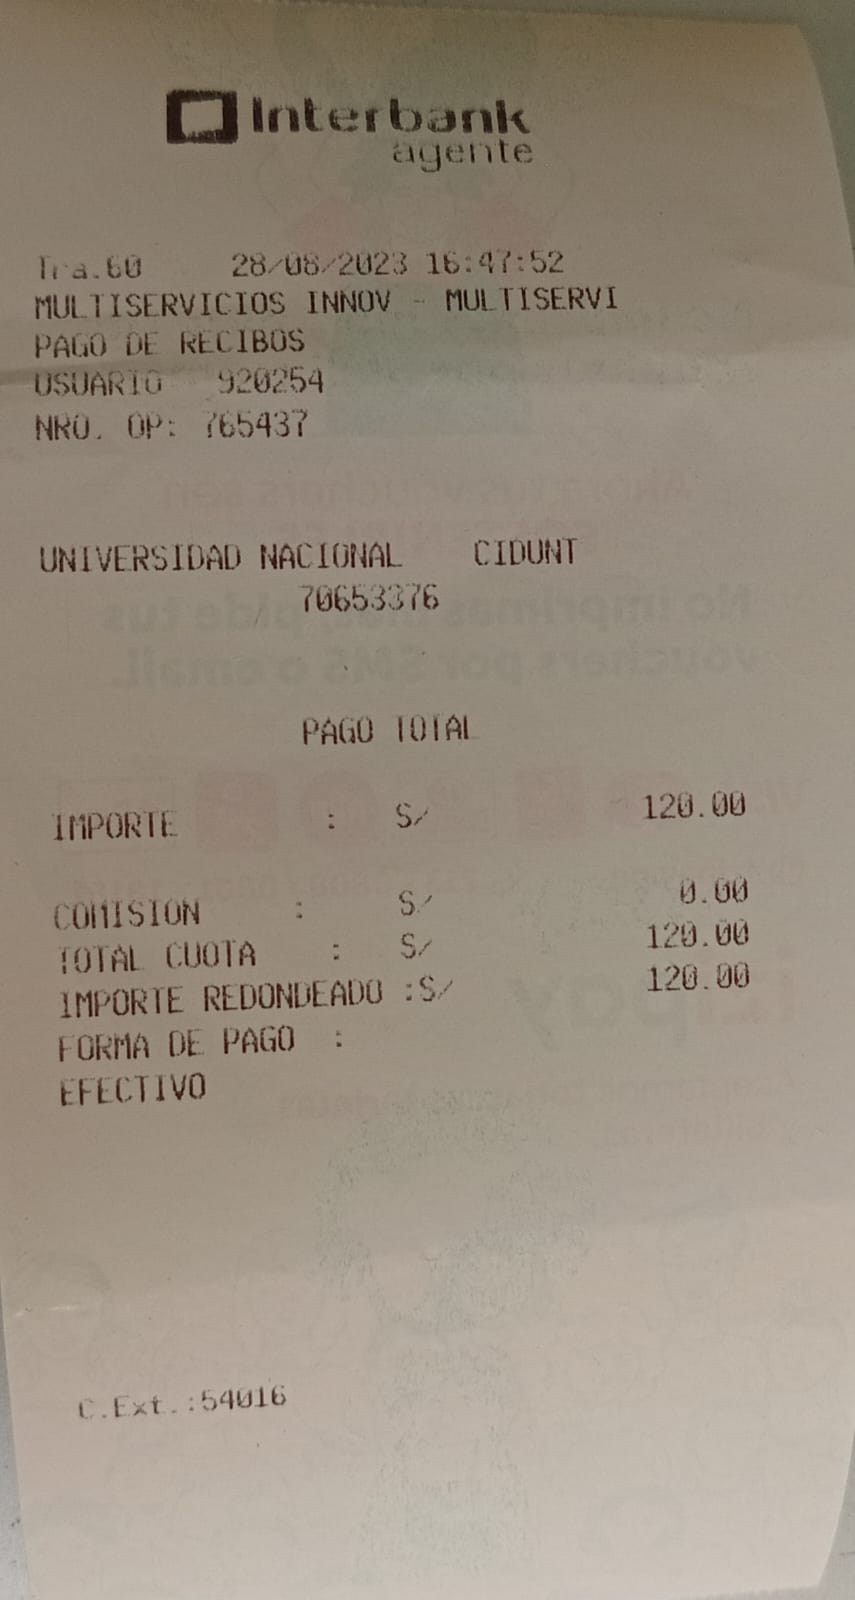 Interbank
agente
Tra.60 28/08/2023 16:47:52
MULTISERVICIOS INNOV - MULTISERVI
PAGO DE RECIBOS
USUARIO 920254
NRO. OP: 765437
UNIVERSIDAD NACIONAL CIDUNT
70653376
PAGO TOTAL
IMPORTE : S/ 120.00
COMISION : S/ 0.00
TOTAL CUOTA : S/ 120.00
IMPORTE REDONDEADO :S/ 120.00
FORMA DE PAGO :
EFECTIVO
C.Ext.:54016